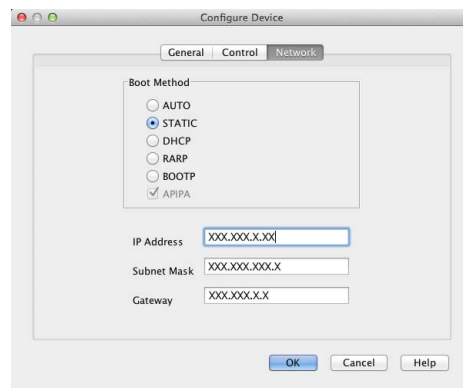 Configure Device
General Control Network
Boot Method
AUTO
STATIC
DHCP
RARP
BOOTP
APIPA
IP Address XXX.XXX.X.XX
Subnet Mask XXX.XXX.XXX.X
Gateway XXX.XXX.X.X
OK Cancel Help